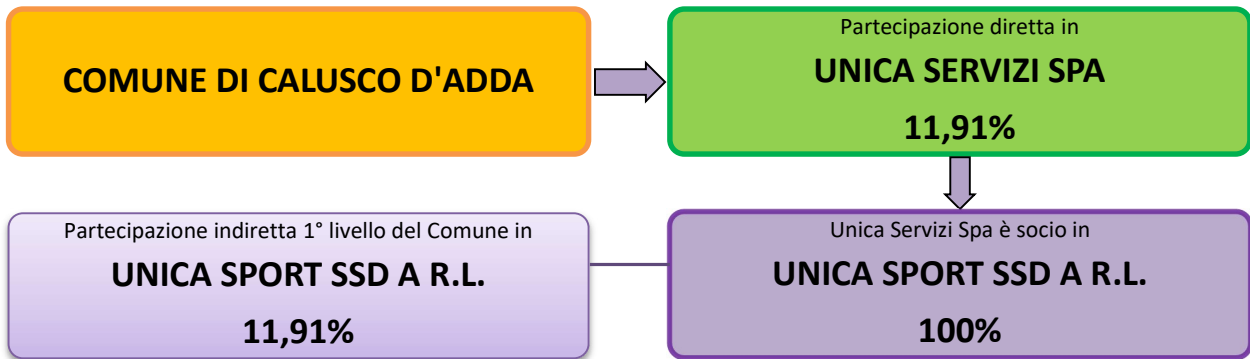 COMUNE DI CALUSCO D'ADDA
Partecipazione diretta in
UNICA SERVIZI SPA
11,91%
Partecipazione indiretta 1° livello del Comune in
UNICA SPORT SSD A R.L.
11,91%
Unica Servizi Spa è socio in
UNICA SPORT SSD A R.L.
100%